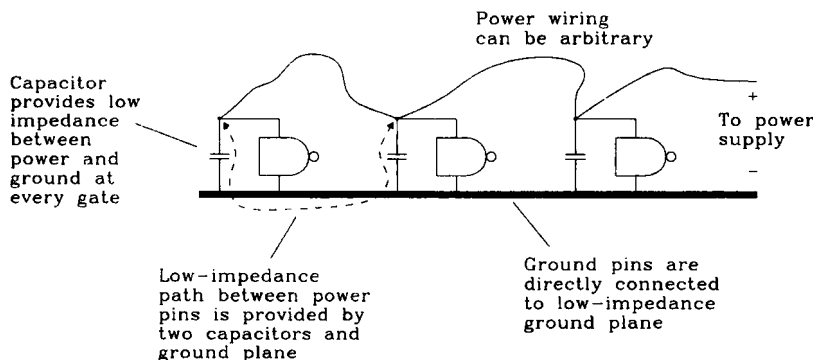 Power wiring
can be arbitrary
Capacitor
provides low
impedance
between
power and
ground at
every gate
+
To power
supply
–
Low-impedance
path between power
pins is provided by
two capacitors and
ground plane
Ground pins are
directly connected
to low-impedance
ground plane